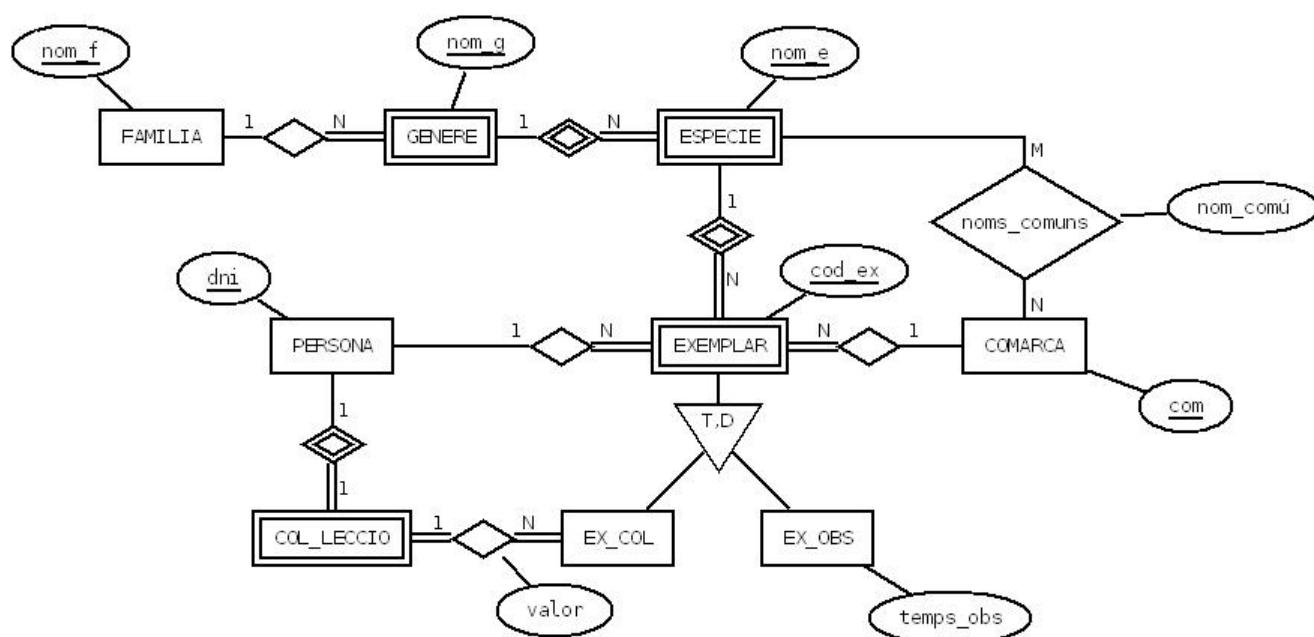 nom_f
nom_g
nom_e
FAMILIA
1
N
GENERE
1
N
ESPECIE
M
noms_comuns
nom_comú
1
N
N
dni
cod_ex
PERSONA
1
N
EXEMPLAR
N
1
COMARCA
com
1
1
T,D
COL_LECCIO
1
N
EX_COL
EX_OBS
valor
temps_obs